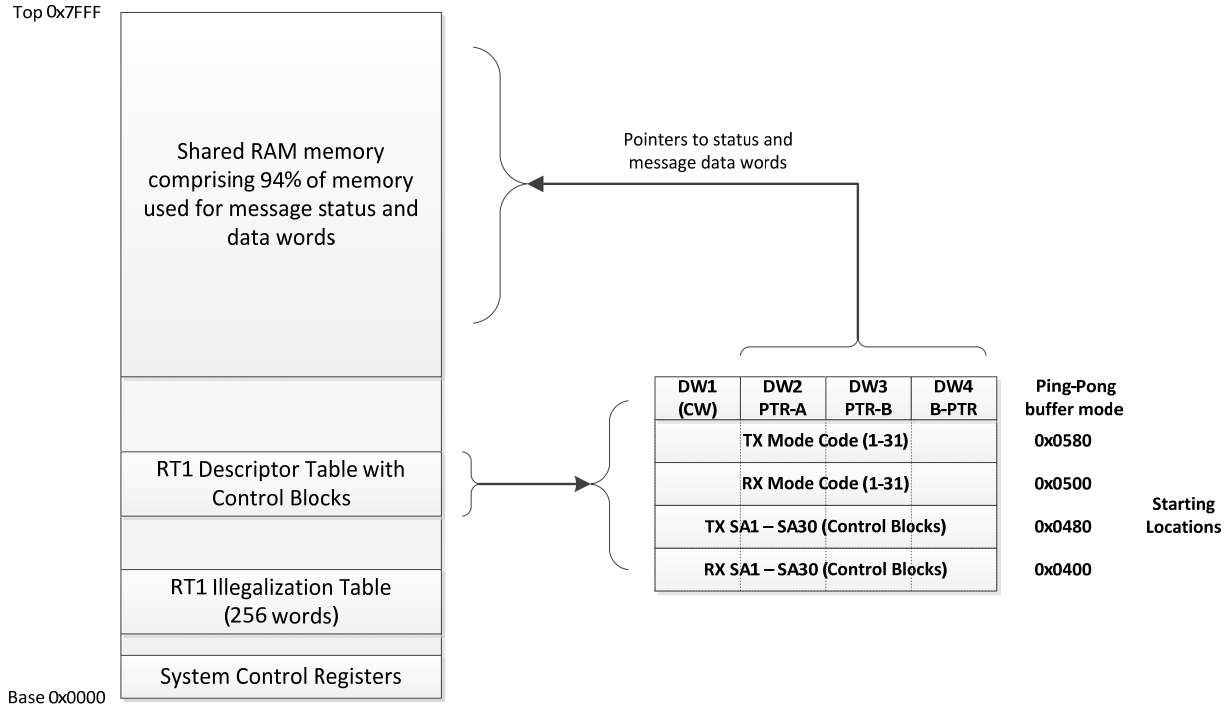 Top 0x7FFF
Shared RAM memory
comprising 94% of memory
used for message status and
data words
Pointers to status and
message data words
RT1 Descriptor Table with
Control Blocks
RT1 Illegalization Table
(256 words)
System Control Registers
Base 0x0000
DW1
(CW)
DW2
PTR-A
DW3
PTR-B
DW4
B-PTR
Ping-Pong
buffer mode
TX Mode Code (1-31)
0x0580
RX Mode Code (1-31)
0x0500
TX SA1 – SA30 (Control Blocks)
0x0480
RX SA1 – SA30 (Control Blocks)
0x0400
Starting
Locations